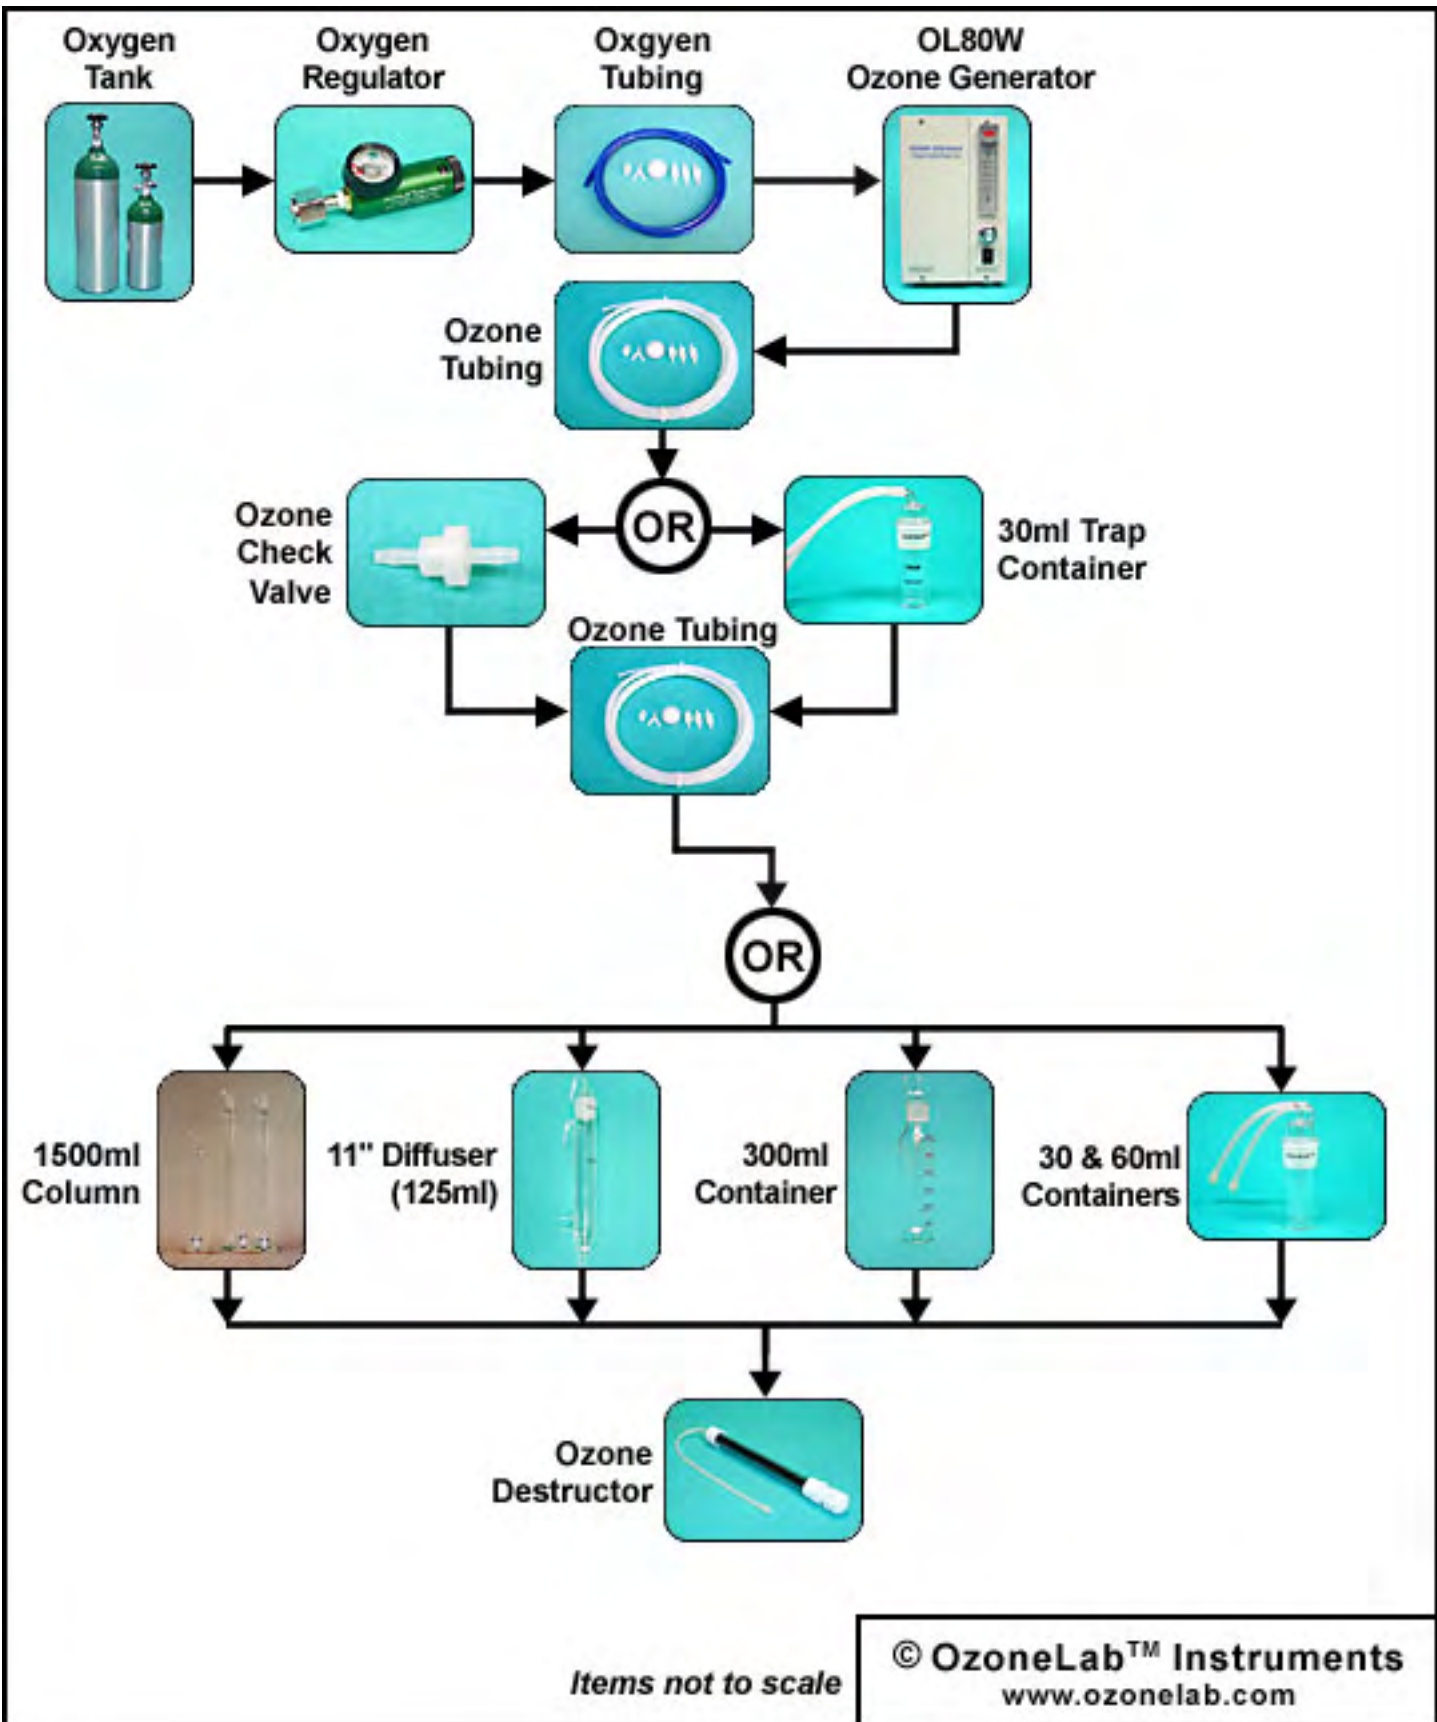 Oxygen
Tank
Oxygen
Regulator
Oxgyen
Tubing
OL80W
Ozone Generator
Ozone
Tubing
OR
Ozone
Check
Valve
30ml Trap
Container
Ozone Tubing
OR
1500ml
Column
11" Diffuser
(125ml)
300ml
Container
30 & 60ml
Containers
Ozone
Destructor
Items not to scale
© OzoneLab™ Instruments
www.ozonelab.com